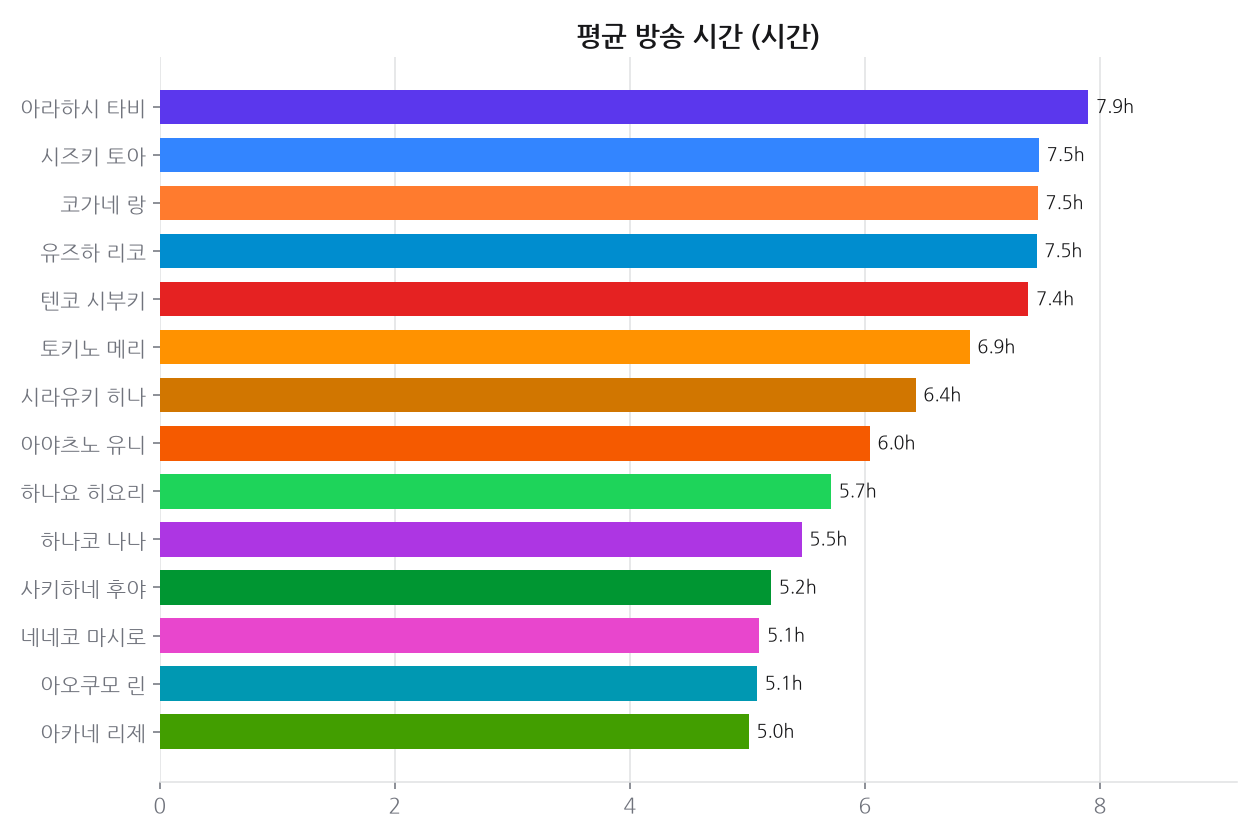 평균 방송 시간 (시간)
아라하시 타비 7.9h
시즈키 토아 7.5h
코가네 랑 7.5h
유즈하 리코 7.5h
텐코 시부키 7.4h
토키노 메리 6.9h
시라유키 히나 6.4h
아야츠노 유니 6.0h
하나요 히요리 5.7h
하나코 나나 5.5h
사키하네 후야 5.2h
네네코 마시로 5.1h
아오쿠모 린 5.1h
아카네 리제 5.0h
0 2 4 6 8